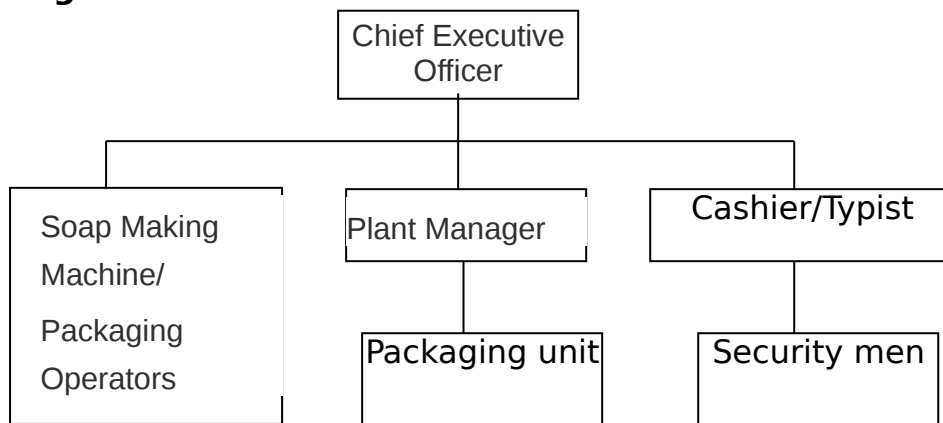 Chief Executive
Officer
Soap Making
Machine/
Packaging
Operators
Plant Manager
Cashier/Typist
Packaging unit
Security men